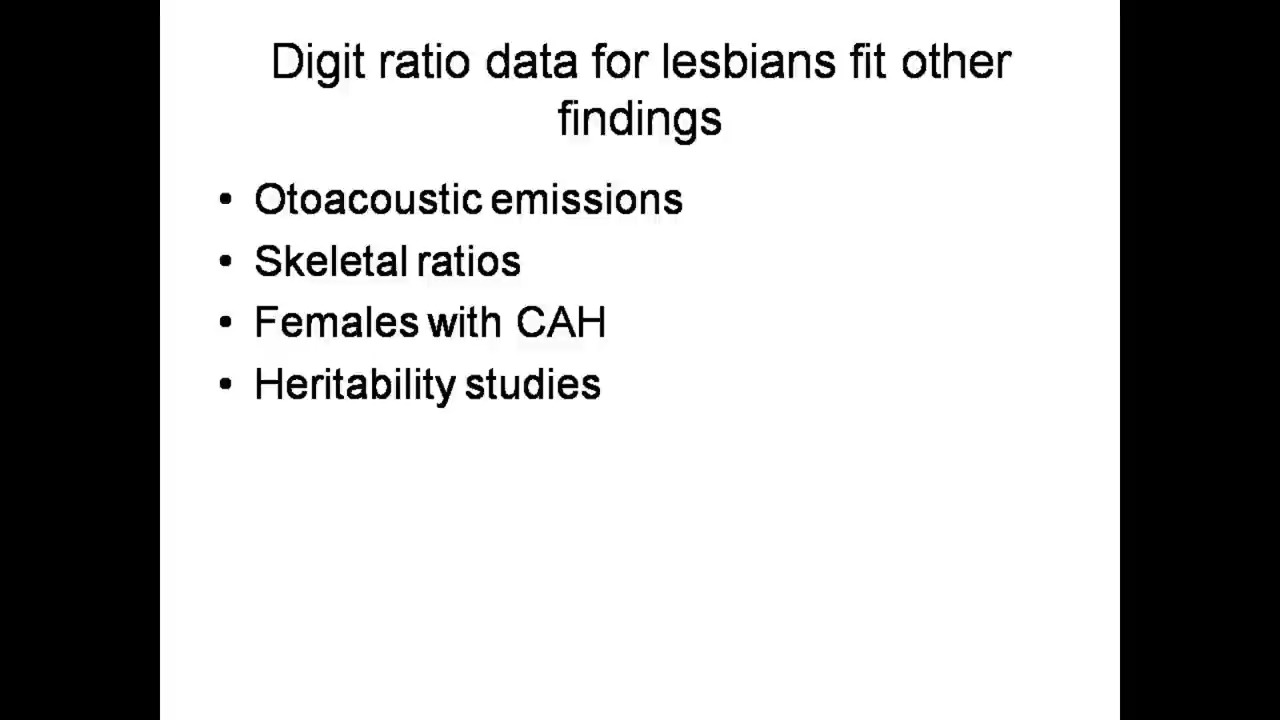 Digit ratio data for lesbians fit other
findings
• Otoacoustic emissions
• Skeletal ratios
• Females with CAH
• Heritability studies